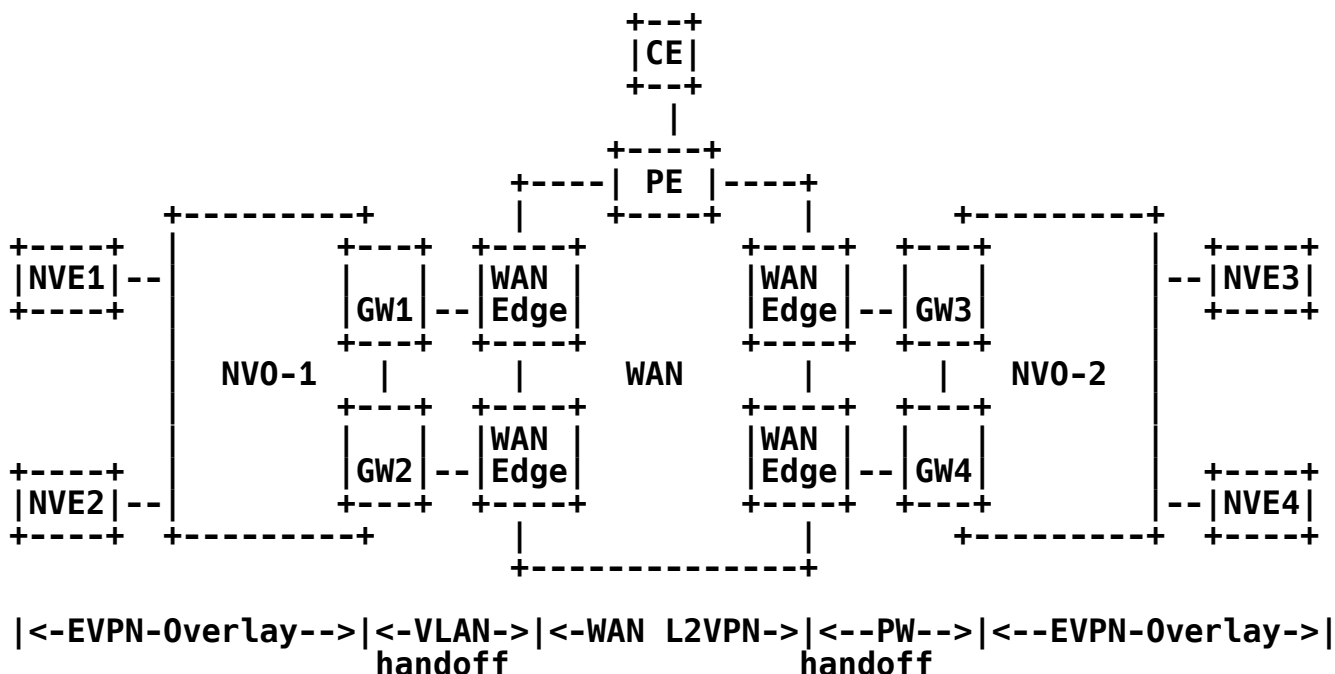 +--+
|CE|
+--+
|
+----+
+----| PE |----+
+---------+ | +----+ | +---------+
+----+ | +---+ +----+ +----+ +---+ | +----+
|NVE1|--| | | |WAN | |WAN | | | |--|NVE3|
+----+ | |GW1|--|Edge| |Edge|--|GW3| | +----+
| +---+ +----+ +----+ +---+ |
| NVO-1 | | WAN | | NVO-2 |
| +---+ +----+ +----+ +---+ |
| | | |WAN | |WAN | | | |
+----+ | |GW2|--|Edge| |Edge|--|GW4| | +----+
|NVE2|--| +---+ +----+ +----+ +---+ |--|NVE4|
+----+ +---------+ | | +---------+ +----+
+--------------+
|<-EVPN-Overlay-->|<-VLAN->|<-WAN L2VPN->|<--PW-->|<--EVPN-Overlay->|
handoff handoff